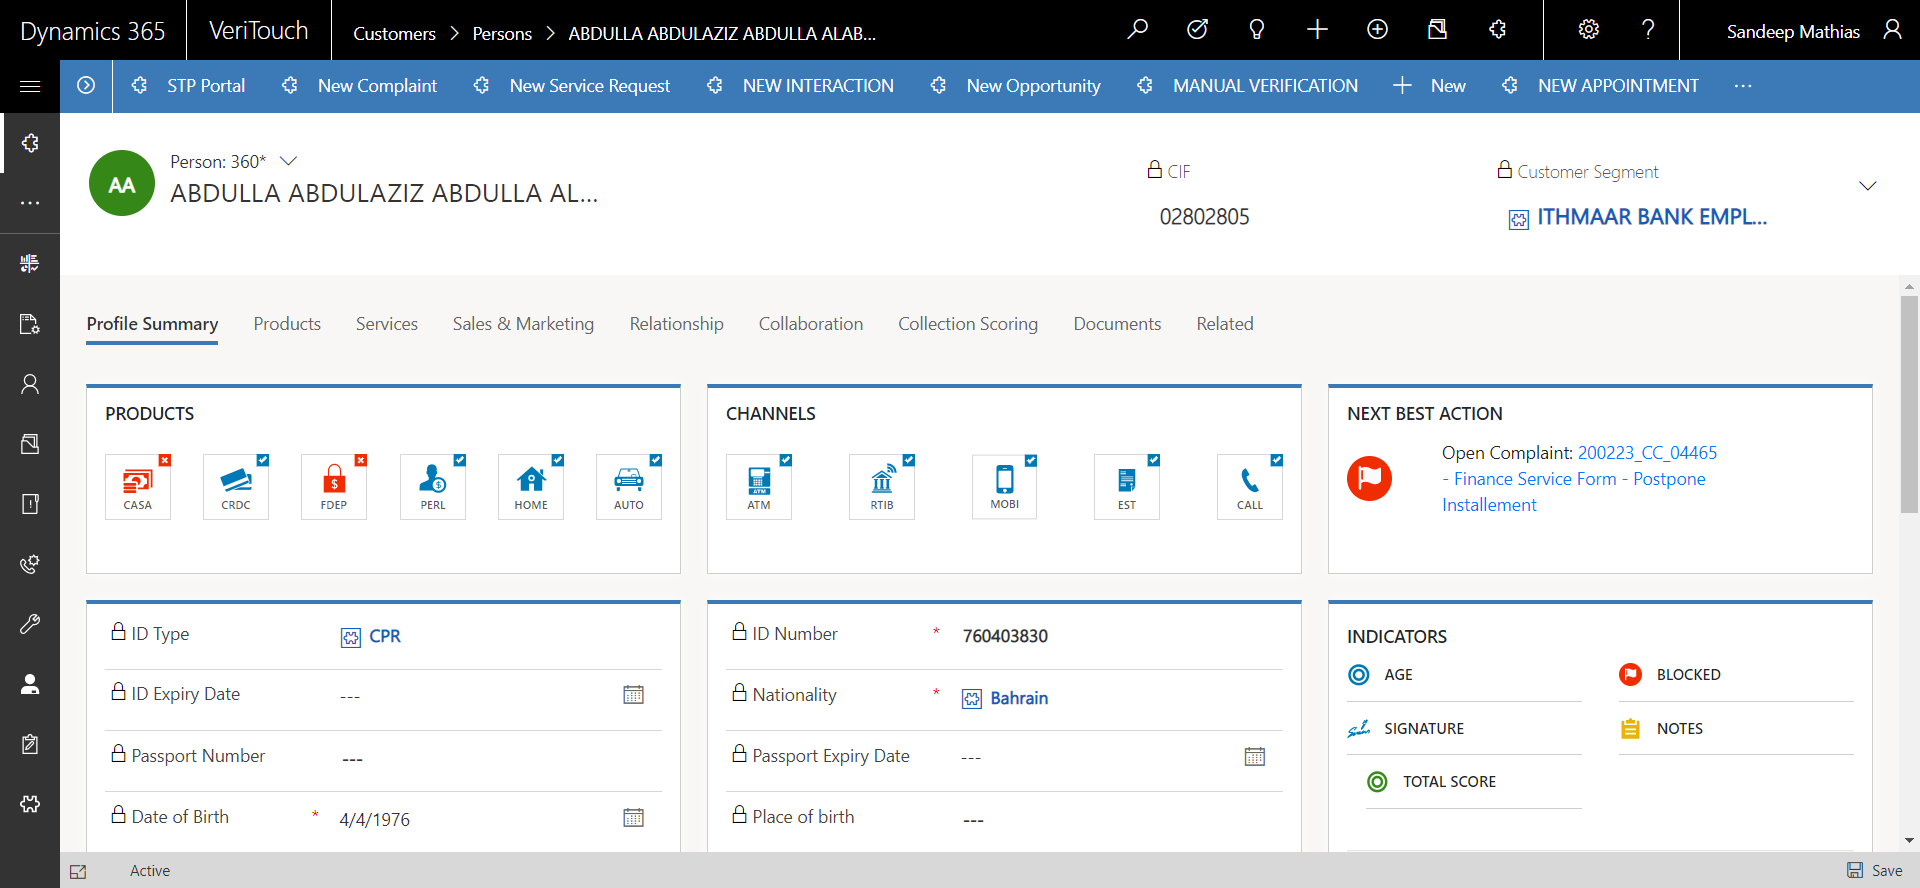 Dynamics 365
VeriTouch
Customers > Persons > ABDULLA ABDULAZIZ ABDULLA ALAB...
Sandeep Mathias
STP Portal
New Complaint
New Service Request
NEW INTERACTION
New Opportunity
MANUAL VERIFICATION
New
NEW APPOINTMENT
AA
Person: 360*
ABDULLA ABDULAZIZ ABDULLA AL...
CIF
02802805
Customer Segment
ITHMAAR BANK EMPL...
Profile Summary
Products
Services
Sales & Marketing
Relationship
Collaboration
Collection Scoring
Documents
Related
PRODUCTS
CASA
CRDC
FDEP
PERL
HOME
AUTO
CHANNELS
ATM
ATM
RTIB
MOBI
EST
CALL
NEXT BEST ACTION
Open Complaint: 200223_CC_04465
- Finance Service Form - Postpone
Installement
ID Type
CPR
ID Expiry Date
---
Passport Number
---
Date of Birth * 4/4/1976
ID Number * 760403830
Nationality * Bahrain
Passport Expiry Date
---
Place of birth
---
INDICATORS
AGE
BLOCKED
SIGNATURE
NOTES
TOTAL SCORE
Active
Save